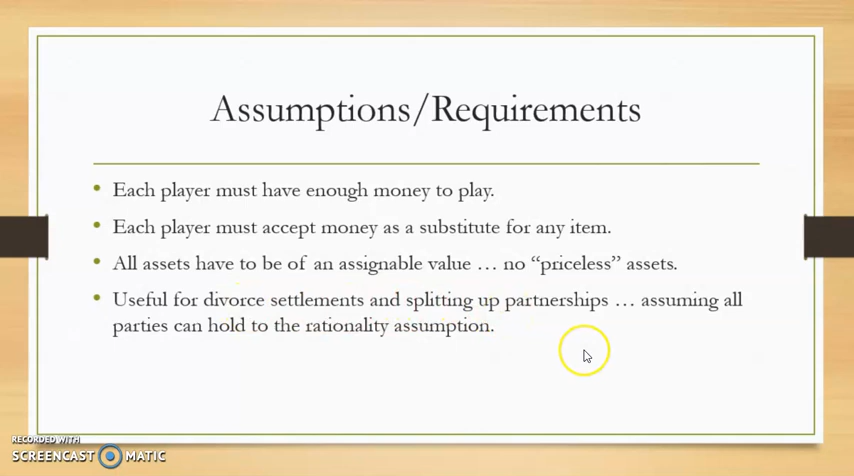 Assumptions/Requirements
• Each player must have enough money to play.
• Each player must accept money as a substitute for any item.
• All assets have to be of an assignable value … no “priceless” assets.
• Useful for divorce settlements and splitting up partnerships … assuming all
parties can hold to the rationality assumption.
RECORDED WITH
SCREENCAST MATIC